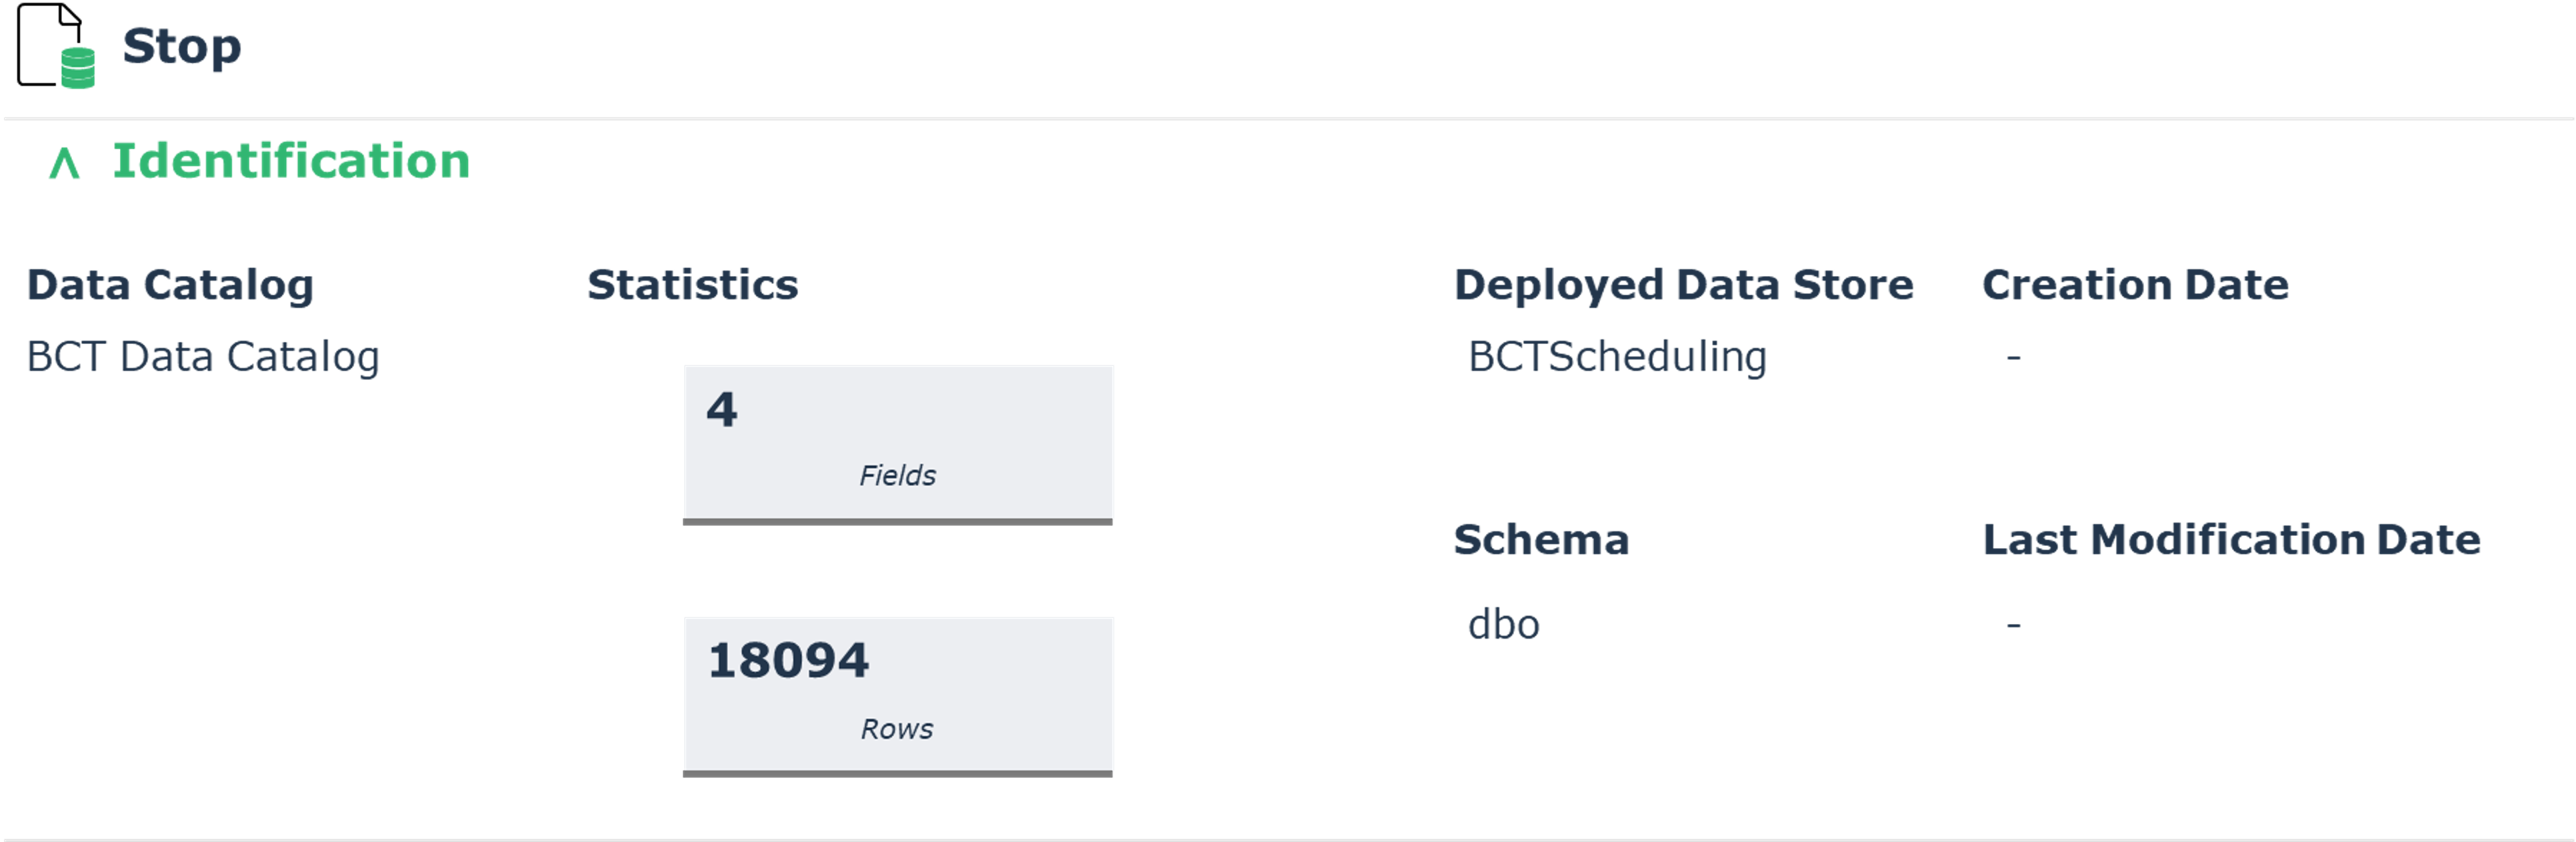 Stop
Identification
Data Catalog
BCT Data Catalog
Statistics
4
Fields
18094
Rows
Deployed Data Store
BCTScheduling
Creation Date
-
Schema
dbo
Last Modification Date
-